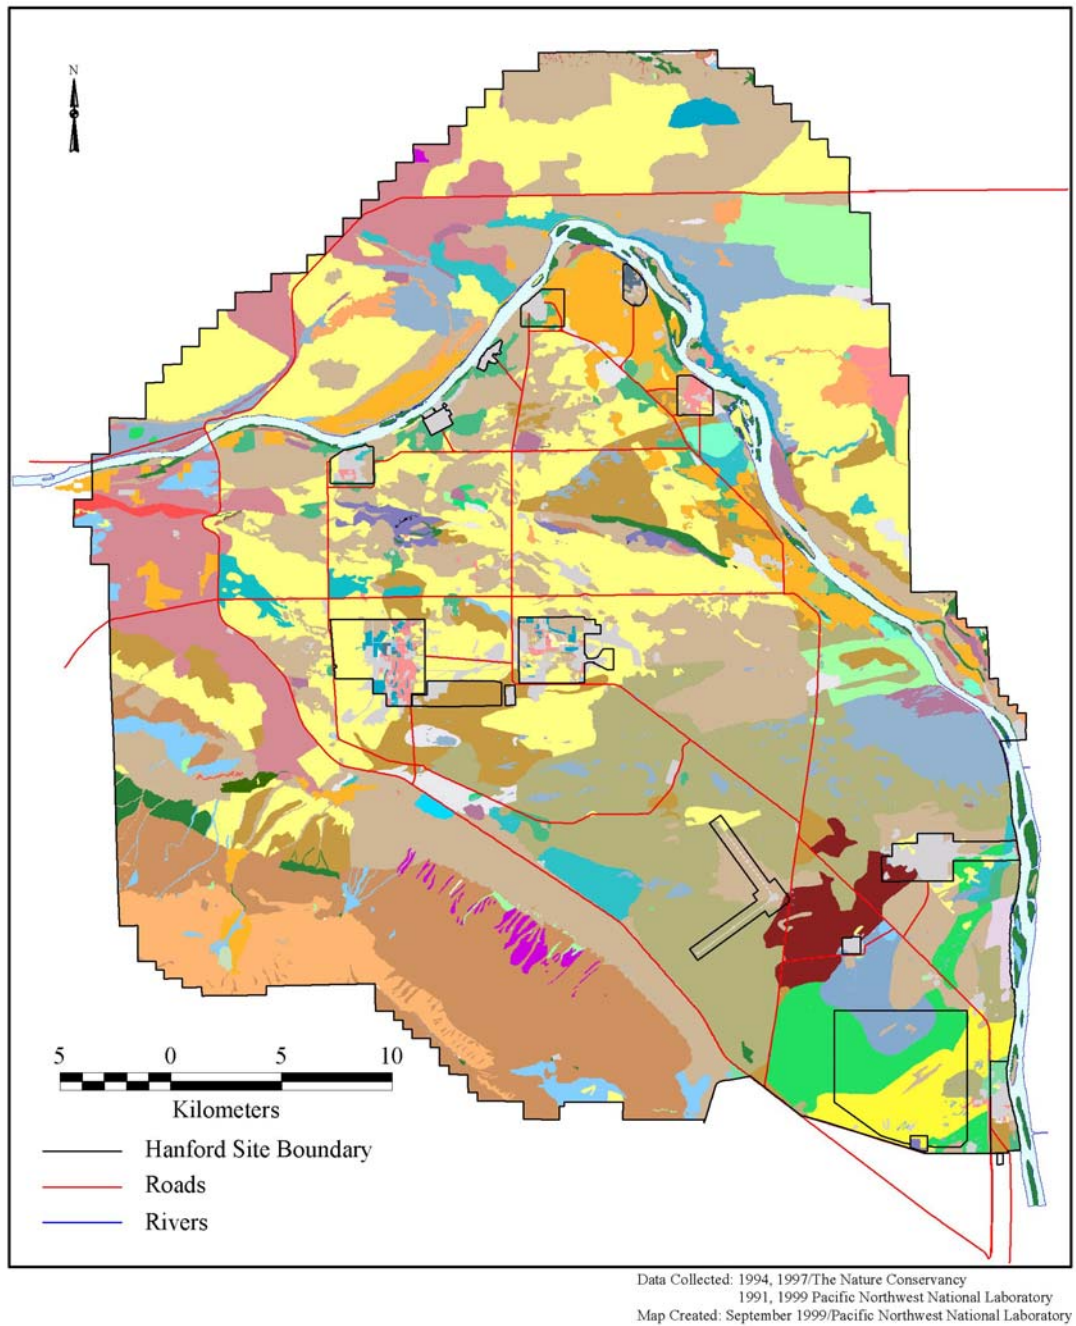 N
5 0 5 10
Kilometers
Hanford Site Boundary
Roads
Rivers
Data Collected: 1994, 1997/The Nature Conservancy
1991, 1999 Pacific Northwest National Laboratory
Map Created: September 1999/Pacific Northwest National Laboratory